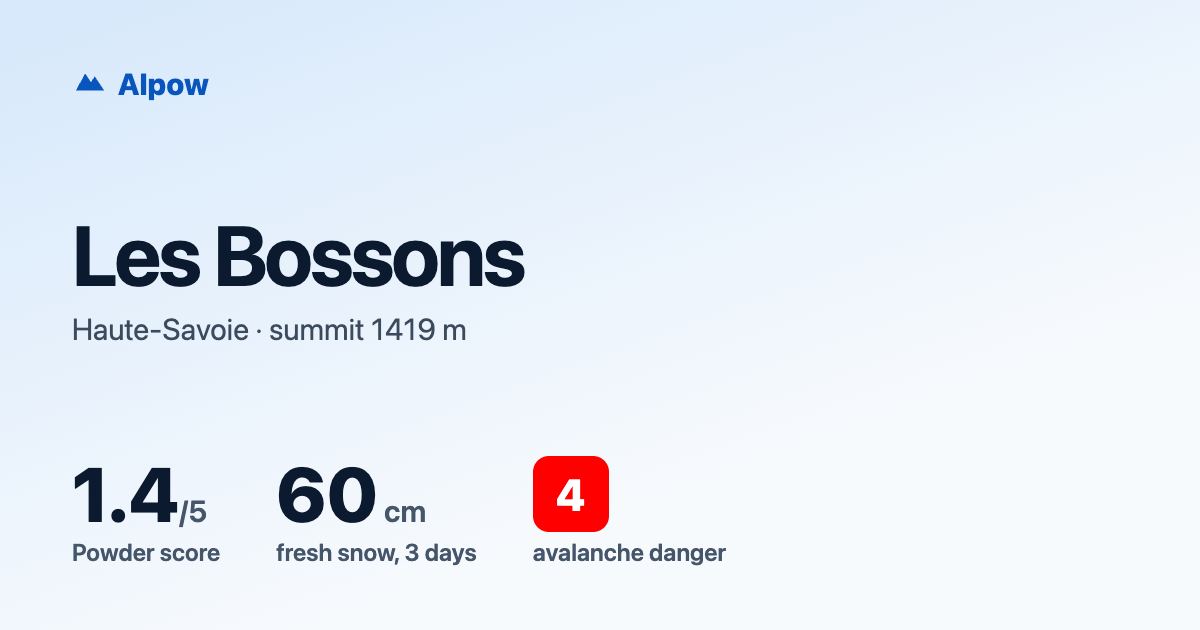 Alpow
Les Bossons
Haute-Savoie · summit 1419 m
1.4/5
Powder score
60 cm
fresh snow, 3 days
4
avalanche danger